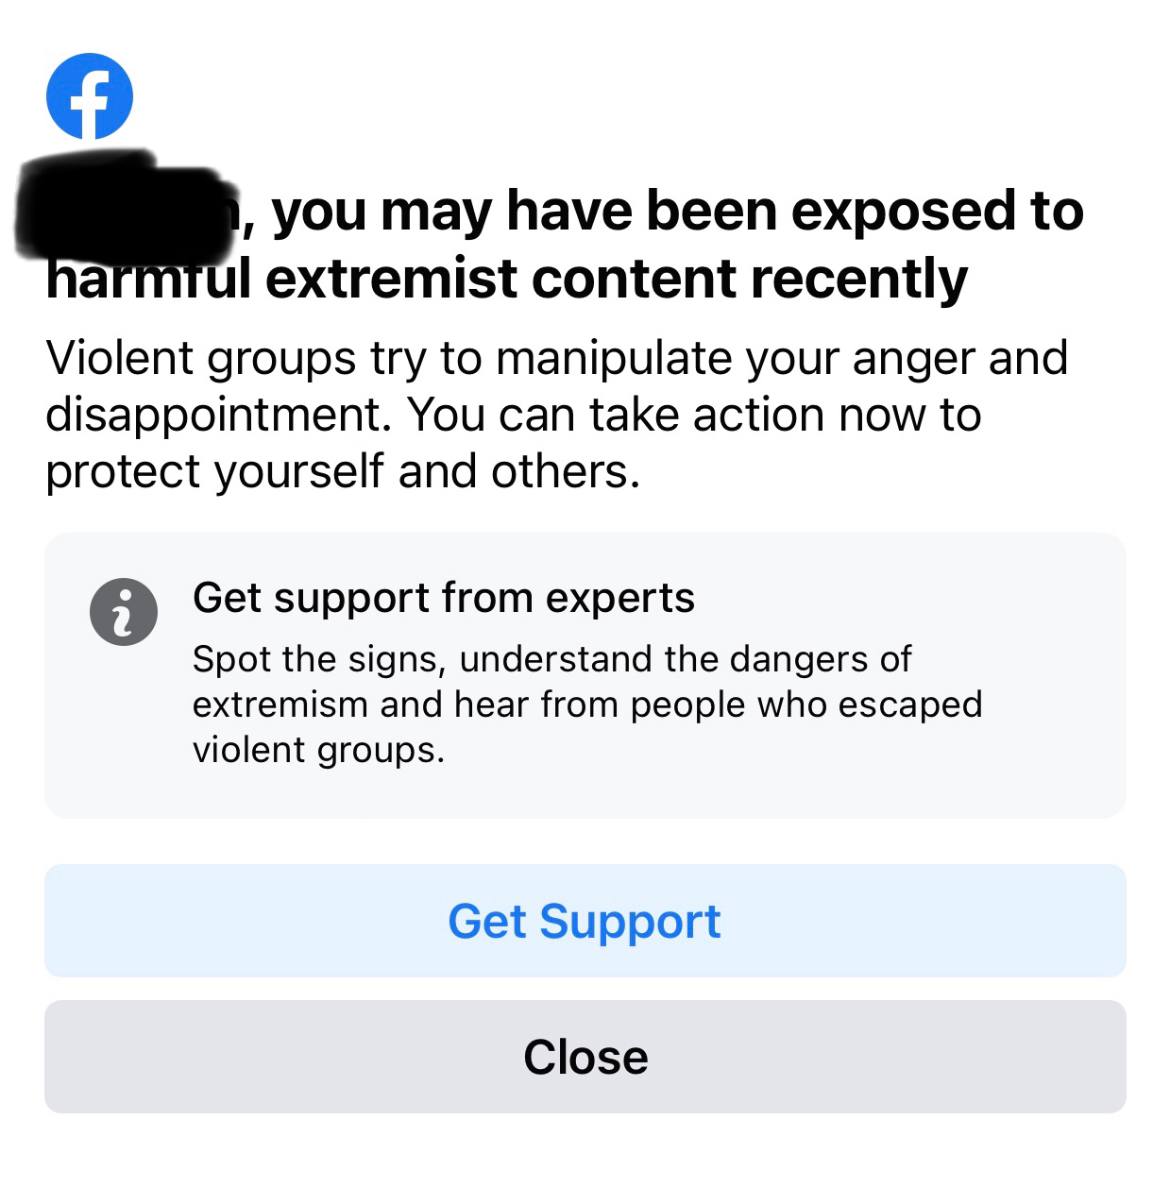 , you may have been exposed to
harmful extremist content recently
Violent groups try to manipulate your anger and
disappointment. You can take action now to
protect yourself and others.
Get support from experts
Spot the signs, understand the dangers of
extremism and hear from people who escaped
violent groups.
Get Support
Close